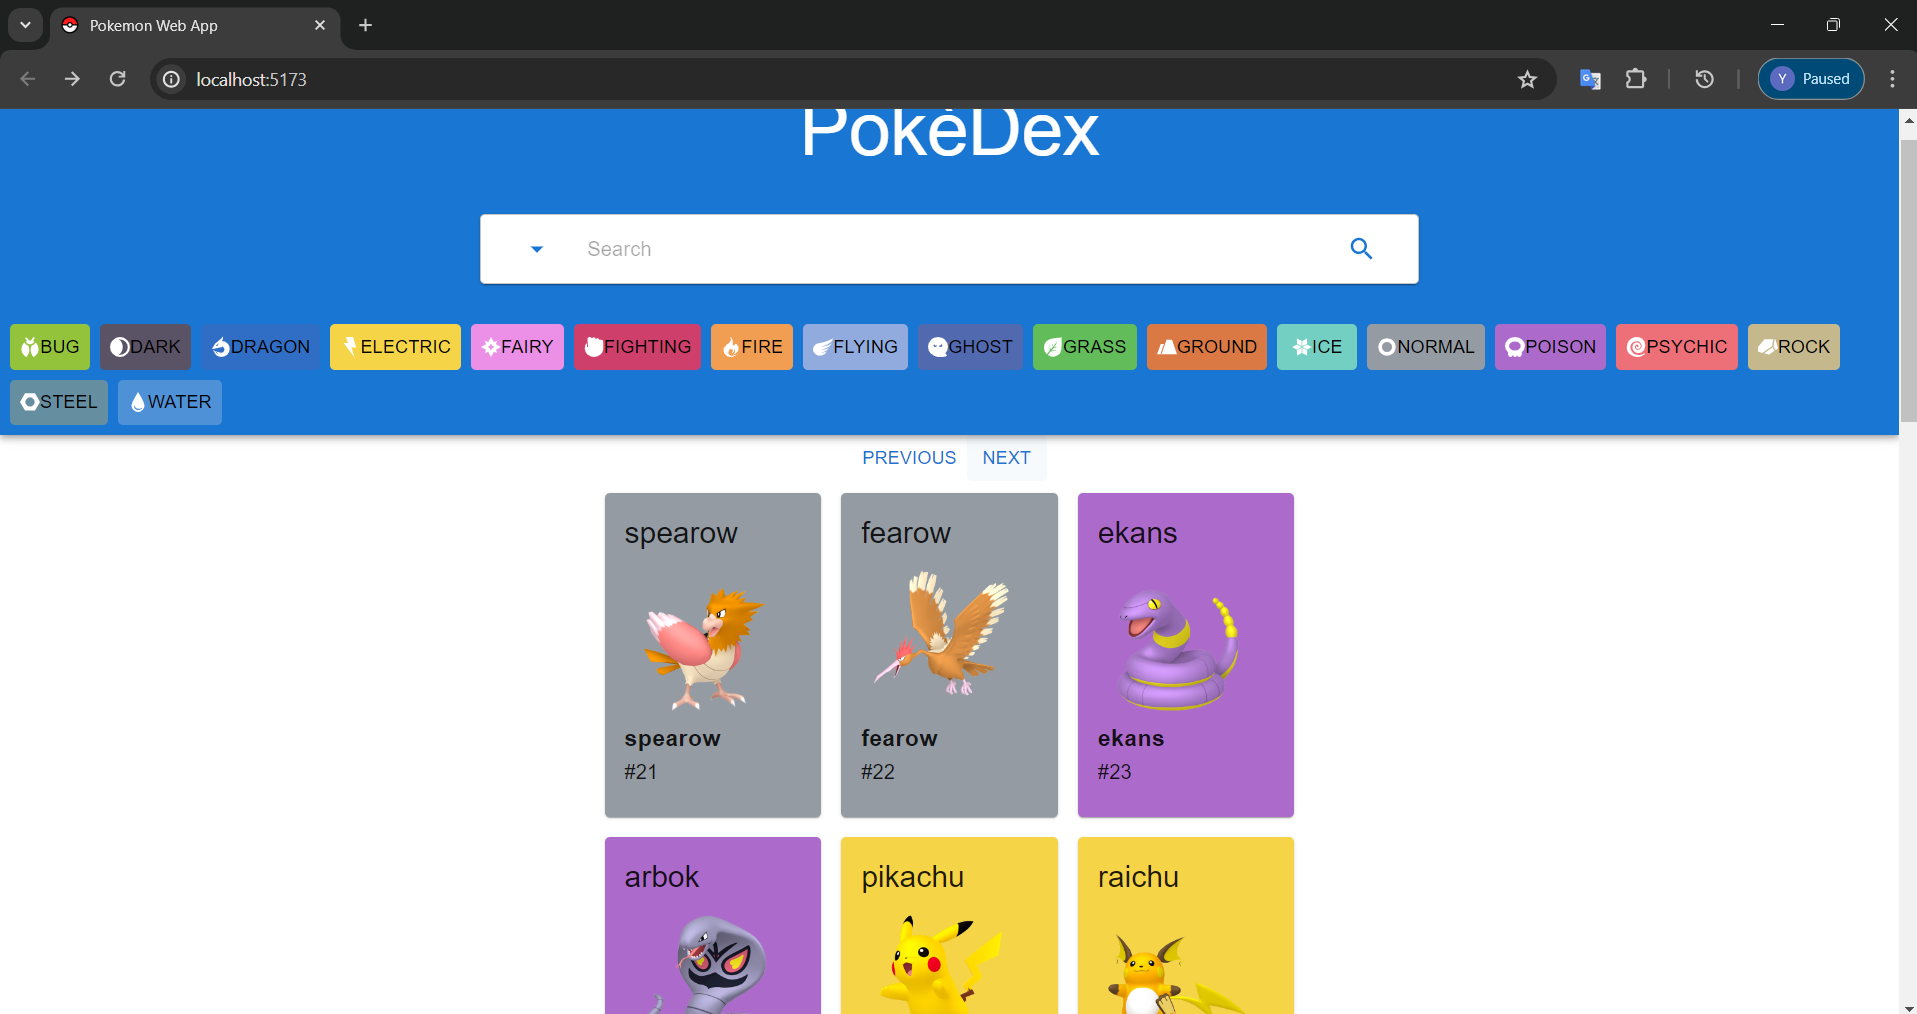 Pokemon Web App
localhost:5173
Y Paused
PokèDex
Search
BUG DARK DRAGON ELECTRIC FAIRY FIGHTING FIRE FLYING GHOST GRASS GROUND ICE NORMAL POISON PSYCHIC ROCK
STEEL WATER
PREVIOUS NEXT
spearow fearow ekans
spearow fearow ekans
#21 #22 #23
arbok pikachu raichu